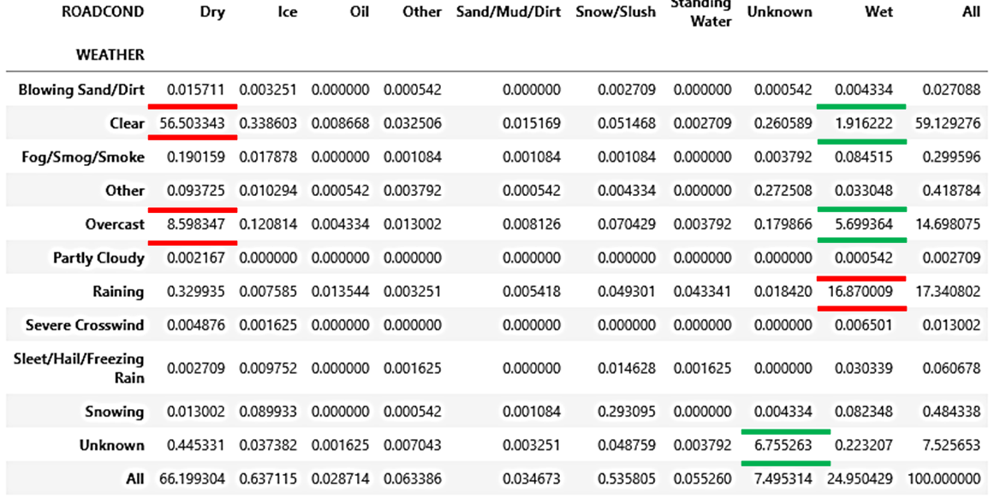 ROADCOND Dry Ice Oil Other Sand/Mud/Dirt Snow/Slush Standing Water Unknown Wet All
WEATHER
Blowing Sand/Dirt 0.015711 0.003251 0.000000 0.000542 0.000000 0.002709 0.000000 0.000542 0.004334 0.027088
Clear 56.503343 0.338603 0.008668 0.032506 0.015169 0.051468 0.002709 0.260589 1.916222 59.129276
Fog/Smog/Smoke 0.190159 0.017878 0.000000 0.001084 0.001084 0.001084 0.000000 0.003792 0.084515 0.299596
Other 0.093725 0.010294 0.000542 0.003792 0.000542 0.004334 0.000000 0.272508 0.033048 0.418784
Overcast 8.598347 0.120814 0.004334 0.013002 0.008126 0.070429 0.003792 0.179866 5.699364 14.698075
Partly Cloudy 0.002167 0.000000 0.000000 0.000000 0.000000 0.000000 0.000000 0.000000 0.000542 0.002709
Raining 0.329935 0.007585 0.013544 0.003251 0.005418 0.049301 0.043341 0.018420 16.870009 17.340802
Severe Crosswind 0.004876 0.001625 0.000000 0.000000 0.000000 0.000000 0.000000 0.000000 0.006501 0.013002
Sleet/Hail/Freezing
Rain 0.002709 0.009752 0.000000 0.001625 0.000000 0.014628 0.001625 0.000000 0.030339 0.060678
Snowing 0.013002 0.089933 0.000000 0.000542 0.001084 0.293095 0.000000 0.004334 0.082348 0.484338
Unknown 0.445331 0.037382 0.001625 0.007043 0.003251 0.048759 0.003792 6.755263 0.223207 7.525653
All 66.199304 0.637115 0.028714 0.063386 0.034673 0.535805 0.055260 7.495314 24.950429 100.000000